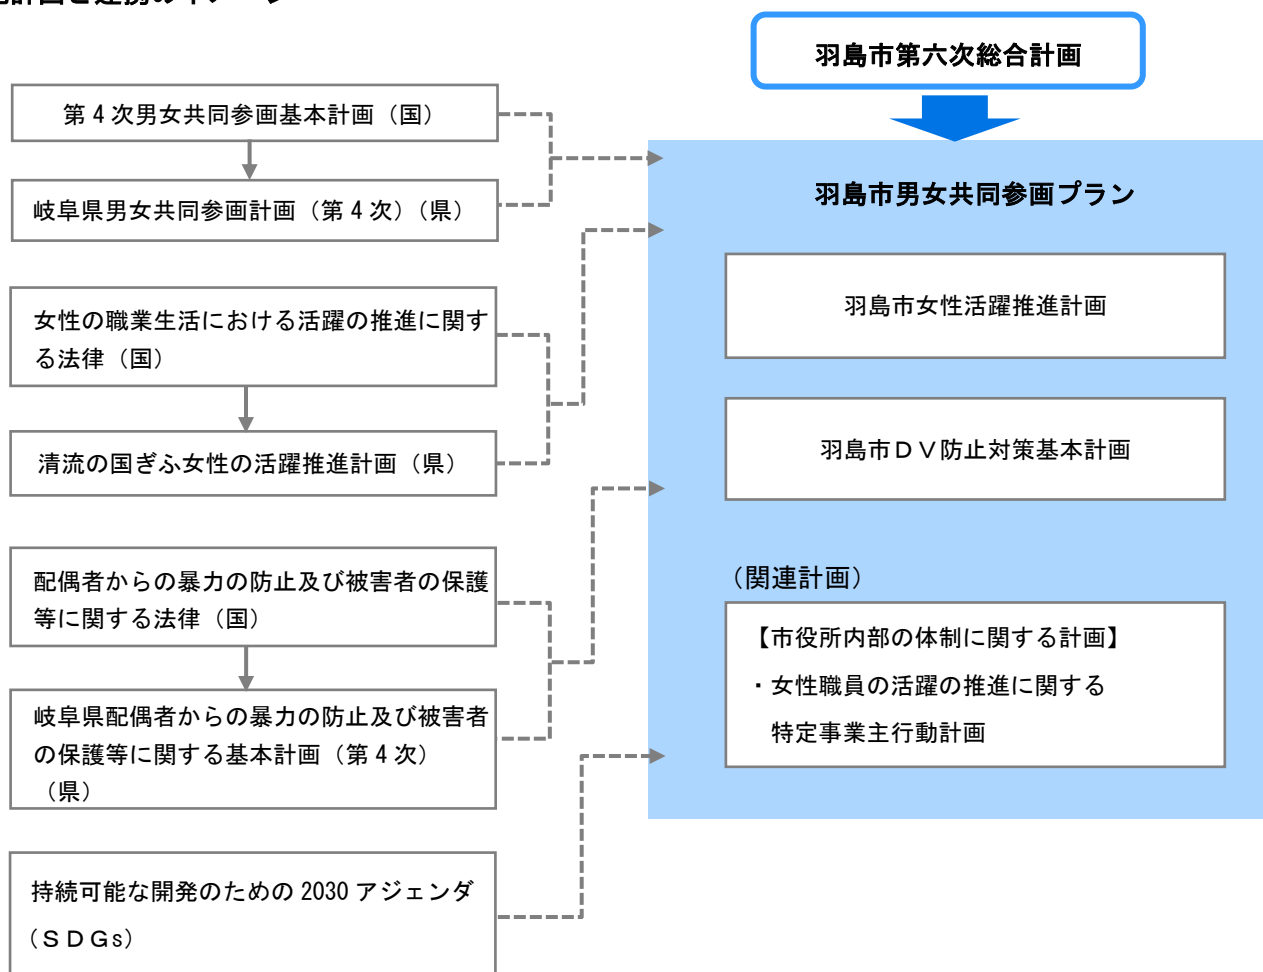 羽島市第六次総合計画
第4次男女共同参画基本計画（国）
岐阜県男女共同参画計画（第4次）（県）
女性の職業生活における活躍の推進に関す
る法律（国）
清流の国ぎふ女性の活躍推進計画（県）
配偶者からの暴力の防止及び被害者の保護
等に関する法律（国）
岐阜県配偶者からの暴力の防止及び被害者
の保護等に関する基本計画（第4次）
（県）
持続可能な開発のための2030アジェンダ
（ＳＤＧs）
羽島市男女共同参画プラン
羽島市女性活躍推進計画
羽島市ＤＶ防止対策基本計画
（関連計画）
【市役所内部の体制に関する計画】
・女性職員の活躍の推進に関する
特定事業主行動計画